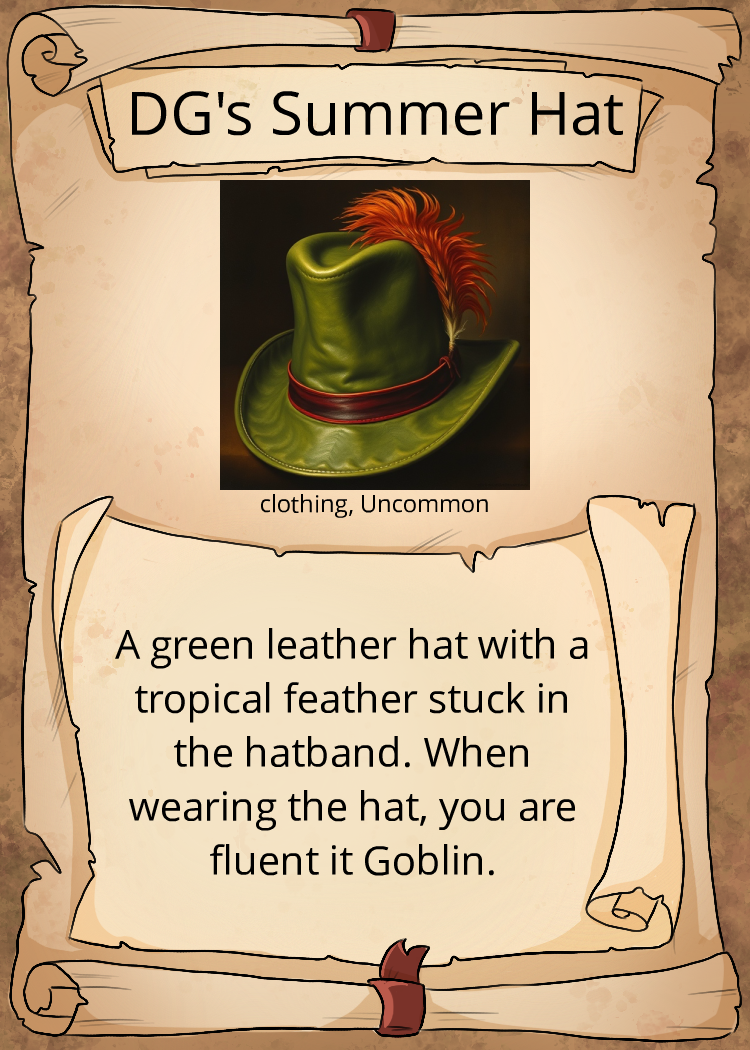 DG's Summer Hat
clothing, Uncommon
A green leather hat with a
tropical feather stuck in
the hatband. When
wearing the hat, you are
fluent it Goblin.